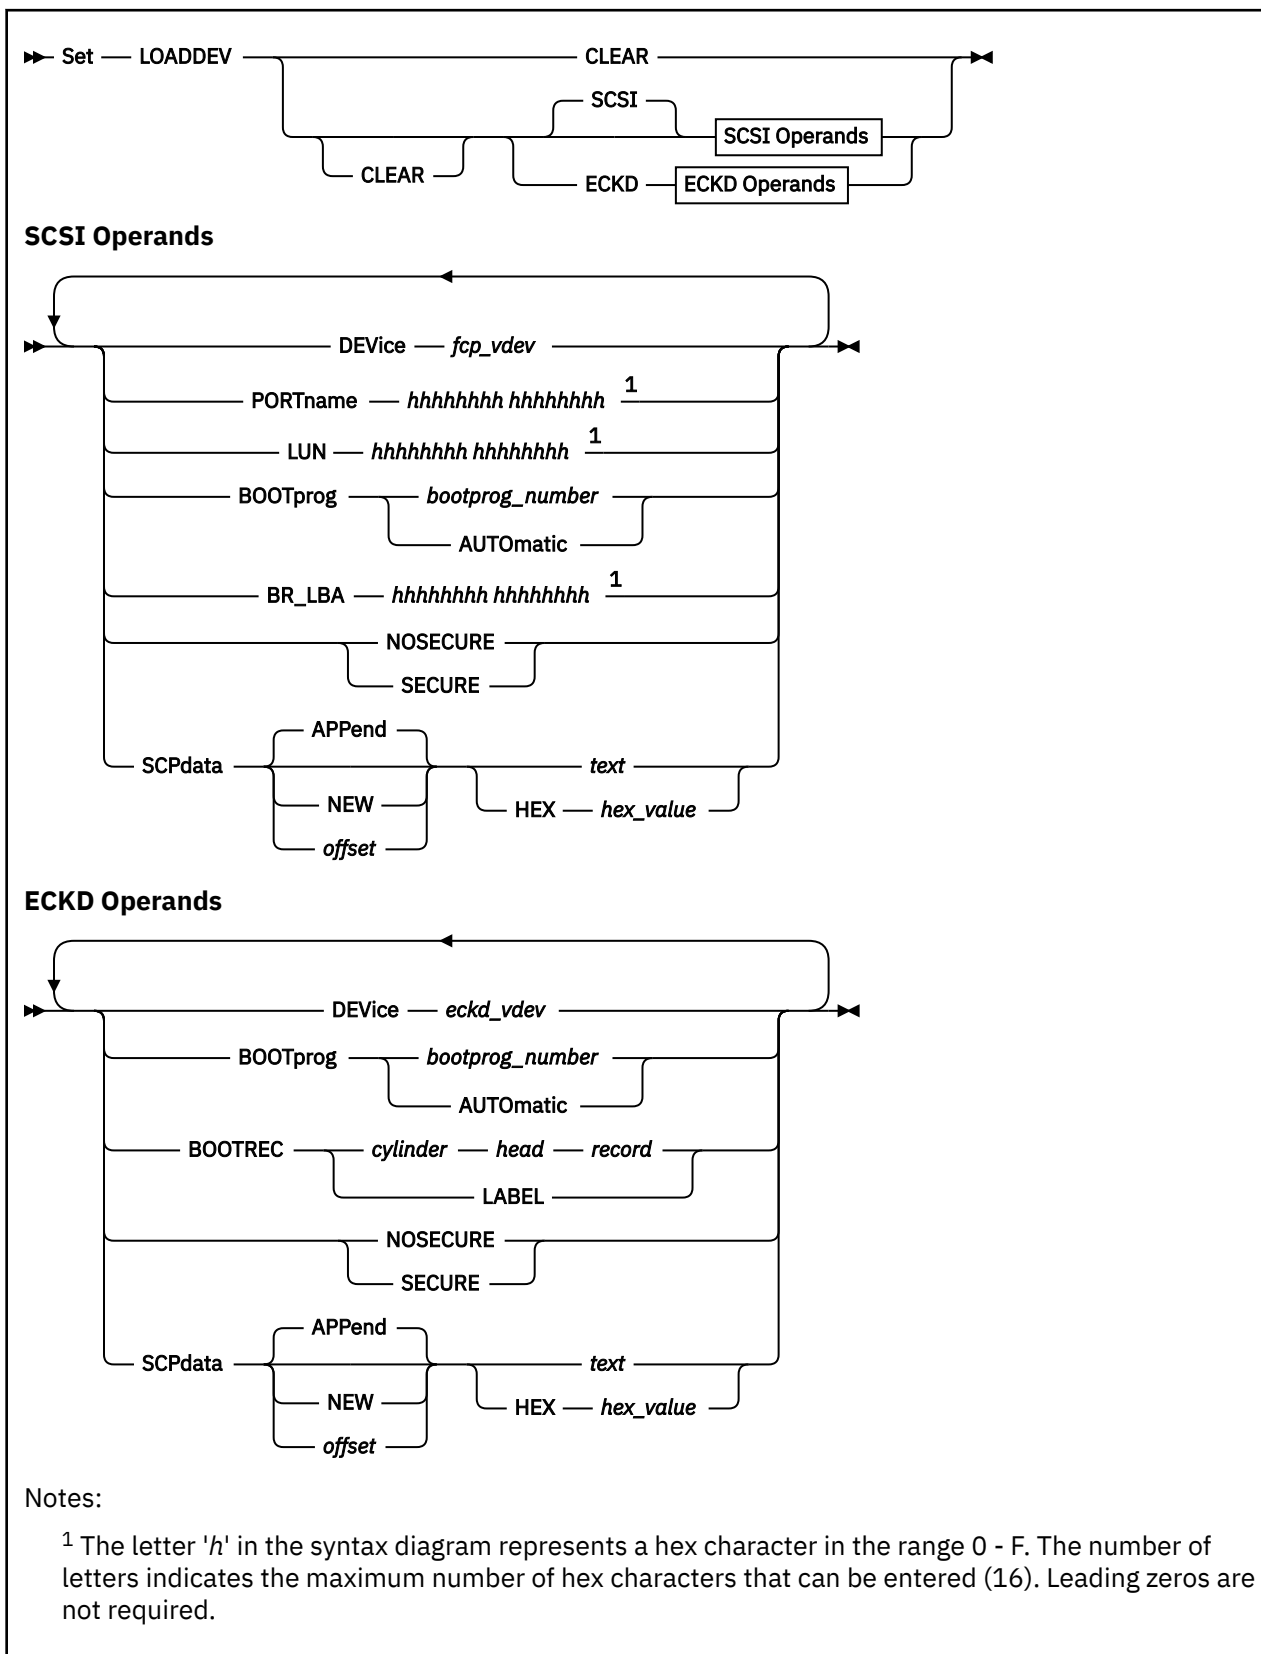 Set LOADDEV CLEAR
SCSI
SCSI Operands
CLEAR
ECKD ECKD Operands
SCSI Operands
DEVice fcp_vdev
PORTname hhhhhhhh hhhhhhhh 1
LUN hhhhhhhh hhhhhhhh 1
BOOTprog bootprog_number
AUTOmatic
BR_LBA hhhhhhhh hhhhhhhh 1
NOSECURE
SECURE
APPend
SCPdata text
NEW
HEX hex_value
offset
ECKD Operands
DEVice eckd_vdev
BOOTprog bootprog_number
AUTOmatic
BOOTREC cylinder head record
LABEL
NOSECURE
SECURE
APPend
SCPdata text
NEW
HEX hex_value
offset
Notes:
1 The letter 'h' in the syntax diagram represents a hex character in the range 0 - F. The number of
letters indicates the maximum number of hex characters that can be entered (16). Leading zeros are
not required.